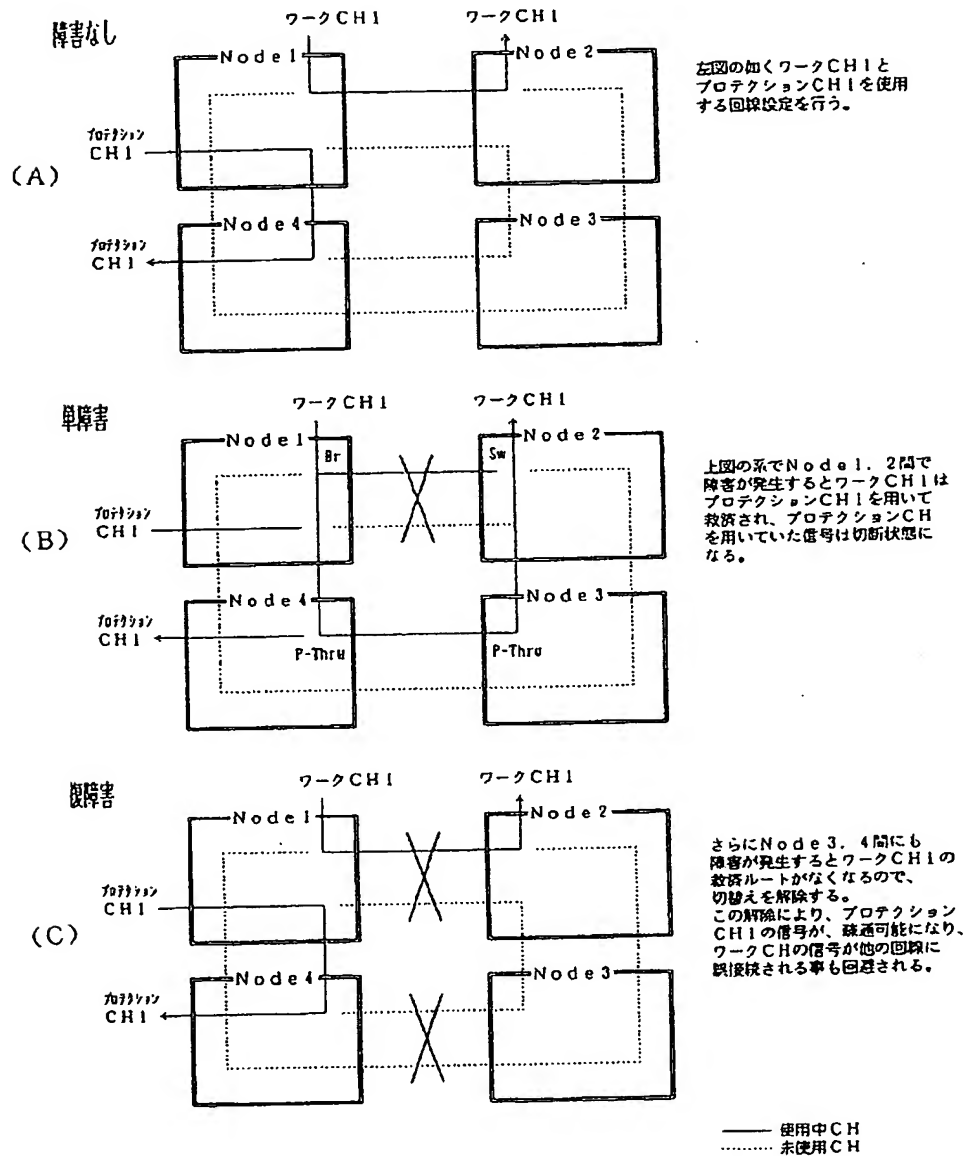 障害なし
ワークCH1
ワークCH1
Node1
Node2
左図の如くワークCH1と
プロテクションCH1を使用
する回線設定を行う。
プロテクション
CH1
(A)
Node4
Node3
プロテクション
CH1
単障害
ワークCH1
ワークCH1
Node1
Node2
Br
Sw
上図の系でNode1.2間で
障害が発生するとワークCH1は
プロテクションCH1を用いて
救済され、プロテクションCH
を用いていた信号は切断状態に
なる。
プロテクション
CH1
(B)
Node4
Node3
プロテクション
CH1
P-Thru
P-Thru
復障害
ワークCH1
ワークCH1
Node1
Node2
さらにNode3.4間にも
障害が発生するとワークCH1の
救済ルートがなくなるので、
切替えを解除する。
この解除により、プロテクション
CH1の信号が、疎通可能になり、
ワークCHの信号が他の回線に
誤接続される事も回避される。
プロテクション
CH1
(C)
Node4
Node3
プロテクション
CH1
使用中CH
未使用CH